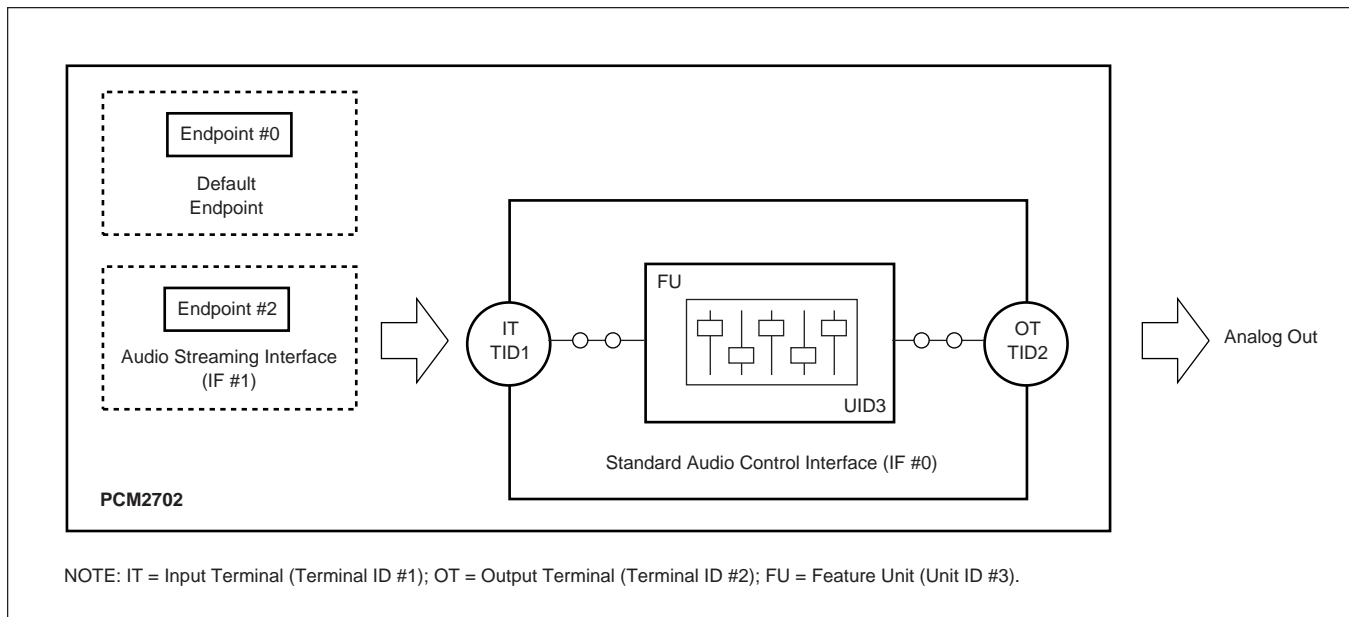 Endpoint #0
Default
Endpoint
Endpoint #2
Audio Streaming Interface
(IF #1)
IT
TID1
FU
UID3
OT
TID2
Analog Out
Standard Audio Control Interface (IF #0)
PCM2702
NOTE: IT = Input Terminal (Terminal ID #1); OT = Output Terminal (Terminal ID #2); FU = Feature Unit (Unit ID #3).